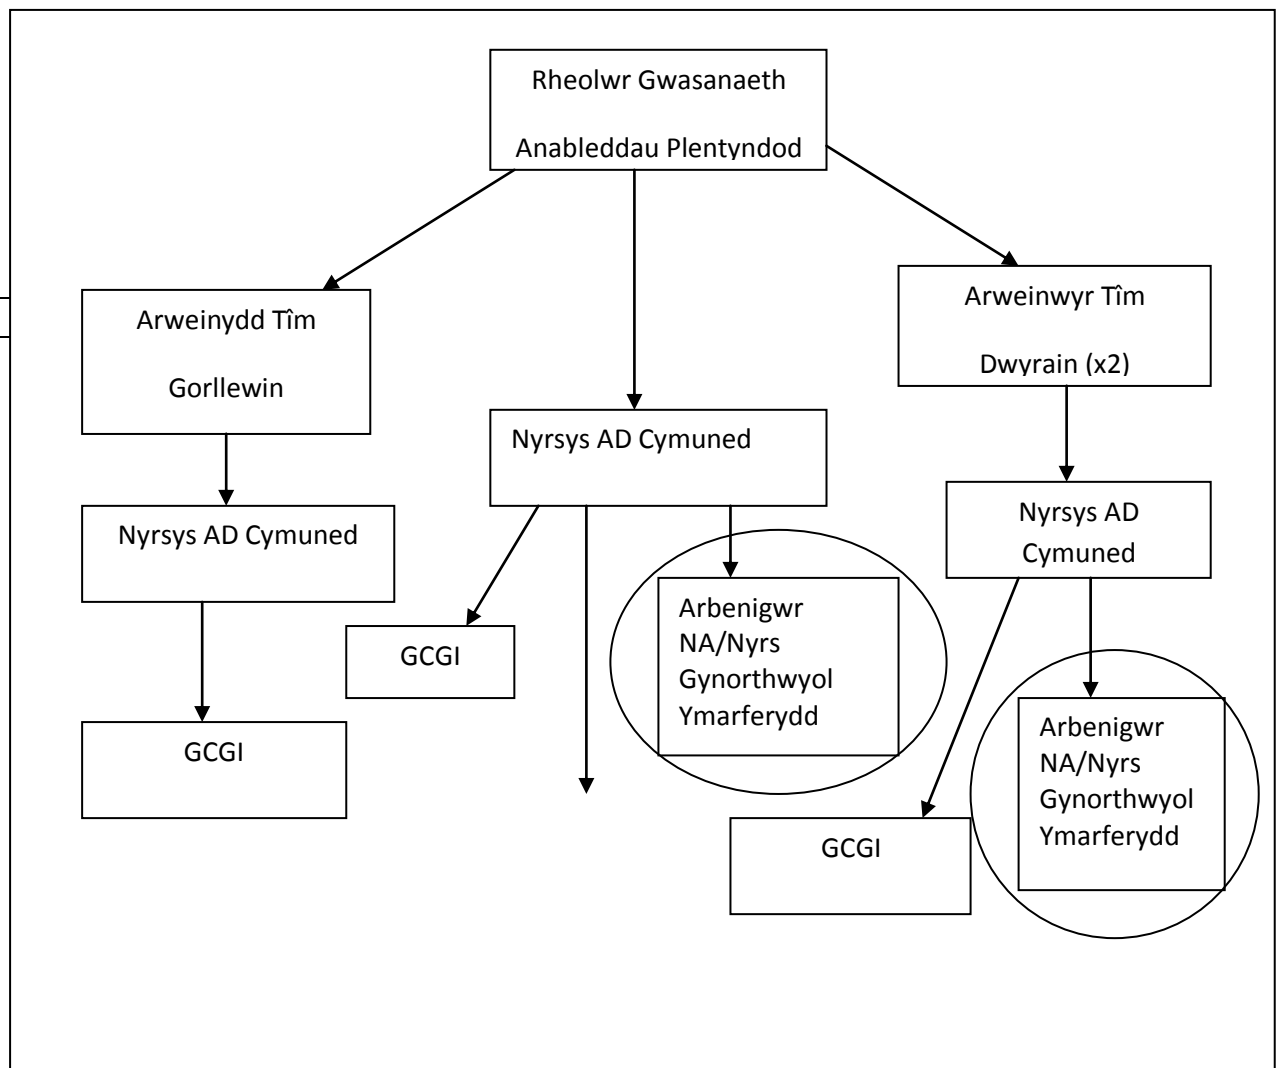 Rheolwr Gwasanaeth
Anableddau Plentyndod
Arweinydd Tîm
Gorllewin
Arweinwyr Tîm
Dwyrain (x2)
Nyrsys AD Cymuned
Nyrsys AD Cymuned
Nyrsys AD
Cymuned
GCGI
GCGI
Arbenigwr
NA/Nyrs
Gynorthwyol
Ymarferydd
GCGI
Arbenigwr
NA/Nyrs
Gynorthwyol
Ymarferydd